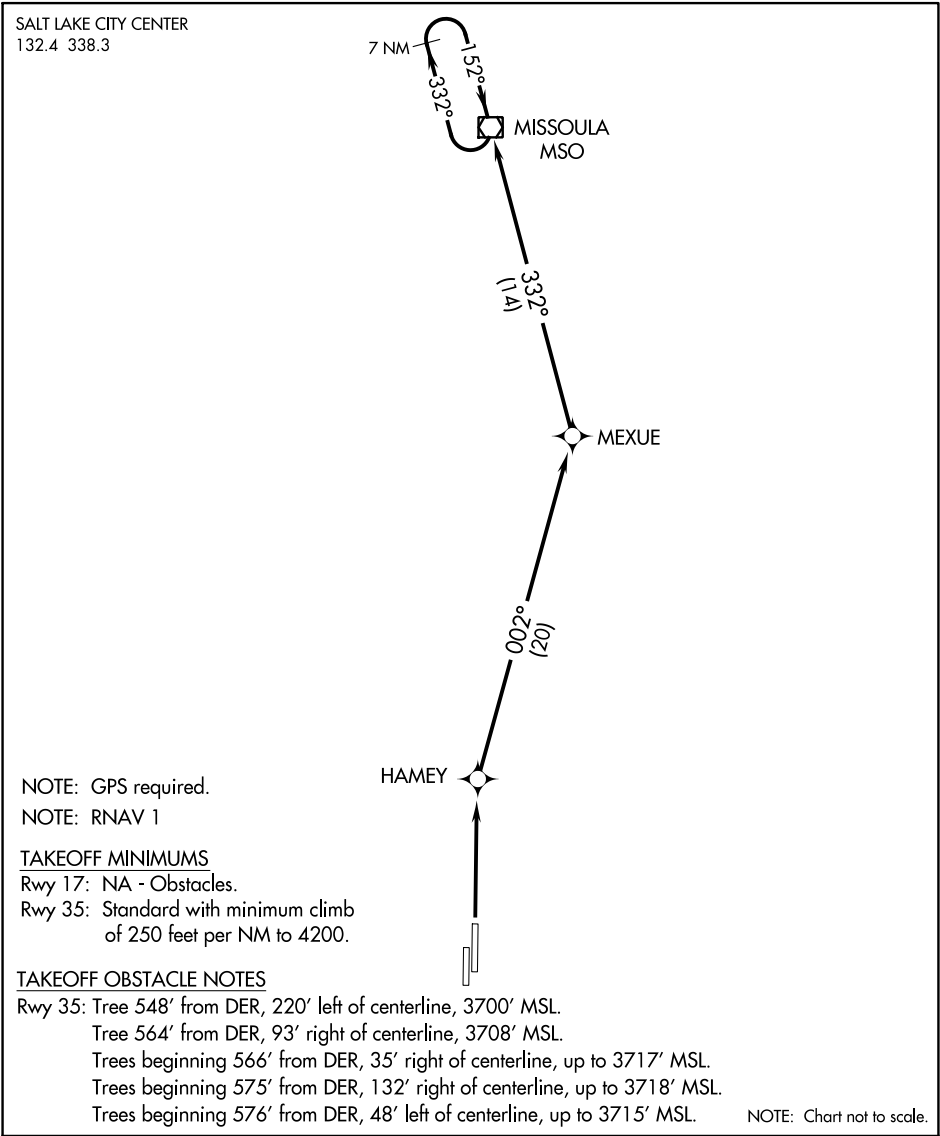 SALT LAKE CITY CENTER
132.4 338.3
7 NM
152°
332°
MISSOULA
MSO
332°
(14)
MEXUE
002°
(20)
HAMEY
NOTE: GPS required.
NOTE: RNAV 1
TAKEOFF MINIMUMS
Rwy 17: NA - Obstacles.
Rwy 35: Standard with minimum climb
of 250 feet per NM to 4200.
TAKEOFF OBSTACLE NOTES
Rwy 35: Tree 548' from DER, 220' left of centerline, 3700' MSL.
Tree 564' from DER, 93' right of centerline, 3708' MSL.
Trees beginning 566' from DER, 35' right of centerline, up to 3717' MSL.
Trees beginning 575' from DER, 132' right of centerline, up to 3718' MSL.
Trees beginning 576' from DER, 48' left of centerline, up to 3715' MSL.
NOTE: Chart not to scale.